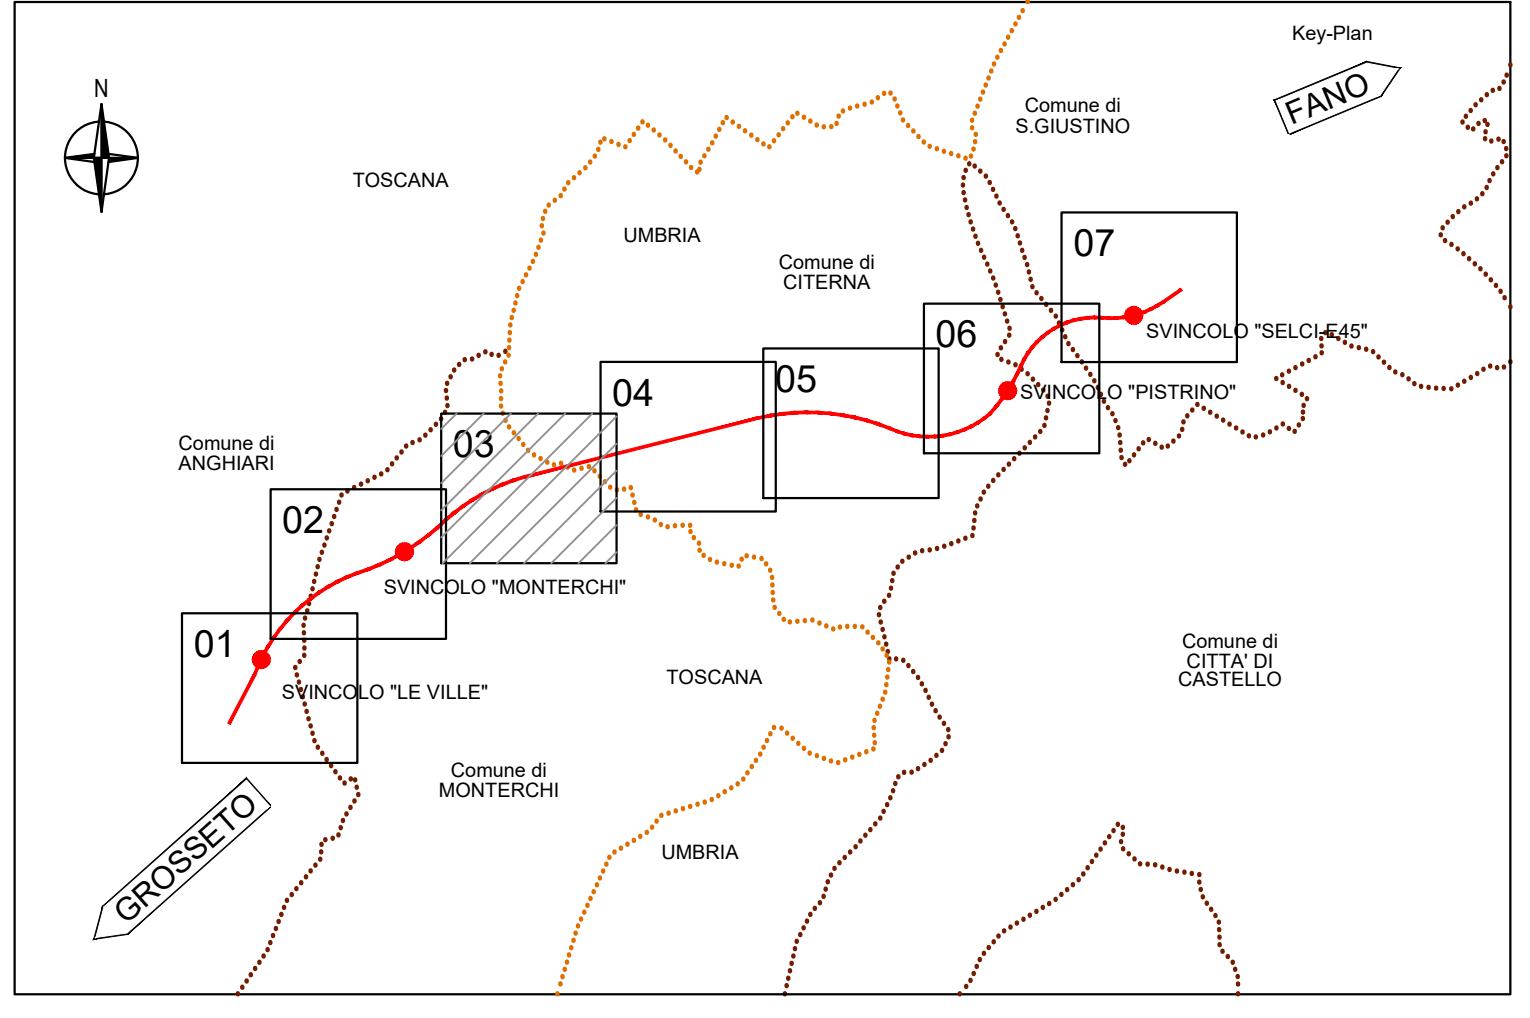 Key-Plan
N
FANO
Comune di
S.GIUSTINO
TOSCANA
UMBRIA
07
Comune di
CITERNA
06
SVINCOLO "SELCI-E45"
05
04
SVINCOLO "PISTRINO"
03
Comune di
ANGHIARI
02
SVINCOLO "MONTERCHI"
01
SVINCOLO "LE VILLE"
TOSCANA
Comune di
CITTA' DI
CASTELLO
Comune di
MONTERCHI
GROSSETO
UMBRIA